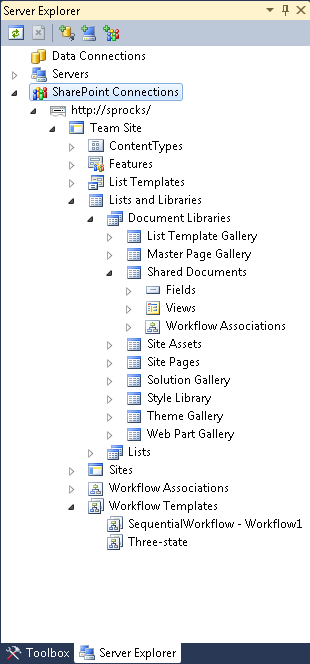 Server Explorer
Data Connections
Servers
SharePoint Connections
http://sprocks/
Team Site
ContentTypes
Features
List Templates
Lists and Libraries
Document Libraries
List Template Gallery
Master Page Gallery
Shared Documents
Fields
Views
Workflow Associations
Site Assets
Site Pages
Solution Gallery
Style Library
Theme Gallery
Web Part Gallery
Lists
Sites
Workflow Associations
Workflow Templates
SequentialWorkflow - Workflow1
Three-state
Toolbox Server Explorer